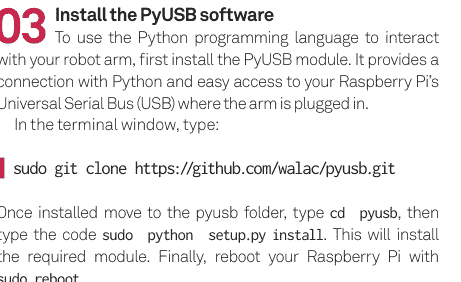 03 Install the PyUSB software
To use the Python programming language to interact
with your robot arm, first install the PyUSB module. It provides a
connection with Python and easy access to your Raspberry Pi's
Universal Serial Bus (USB) where the arm is plugged in.
In the terminal window, type:
sudo git clone https://github.com/walac/pyusb.git
Once installed move to the pyusb folder, type cd pyusb, then
type the code sudo python setup.py install. This will install
the required module. Finally, reboot your Raspberry Pi with
sudo reboot